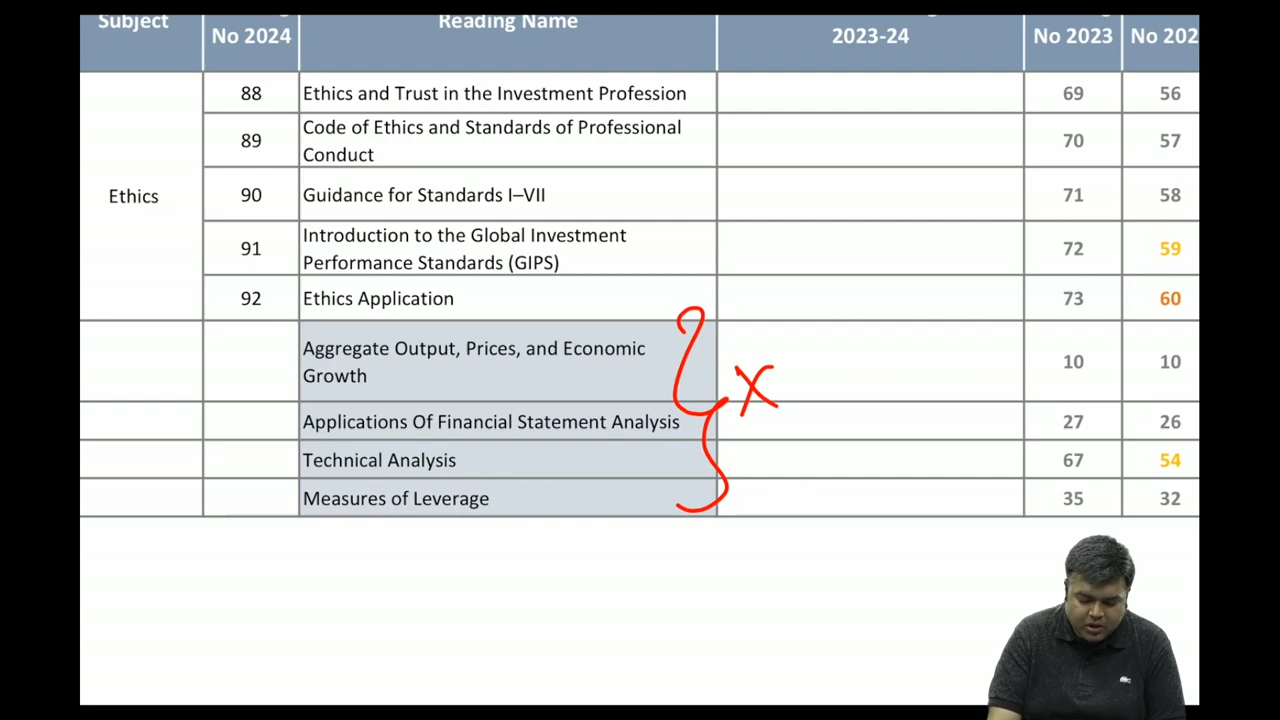 Subject
No 2024
Reading Name
2023-24
No 2023
No 202
Ethics
88
Ethics and Trust in the Investment Profession
69
56
89
Code of Ethics and Standards of Professional
Conduct
70
57
90
Guidance for Standards I–VII
71
58
91
Introduction to the Global Investment
Performance Standards (GIPS)
72
59
92
Ethics Application
73
60
Aggregate Output, Prices, and Economic
Growth
10
10
Applications Of Financial Statement Analysis
27
26
Technical Analysis
67
54
Measures of Leverage
35
32
X